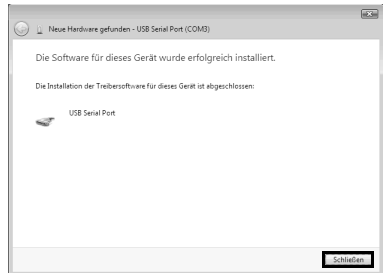 Neue Hardware gefunden - USB Serial Port (COM3)
Die Software für dieses Gerät wurde erfolgreich installiert.
Die Installation der Treibersoftware für dieses Gerät ist abgeschlossen:
USB Serial Port
Schließen